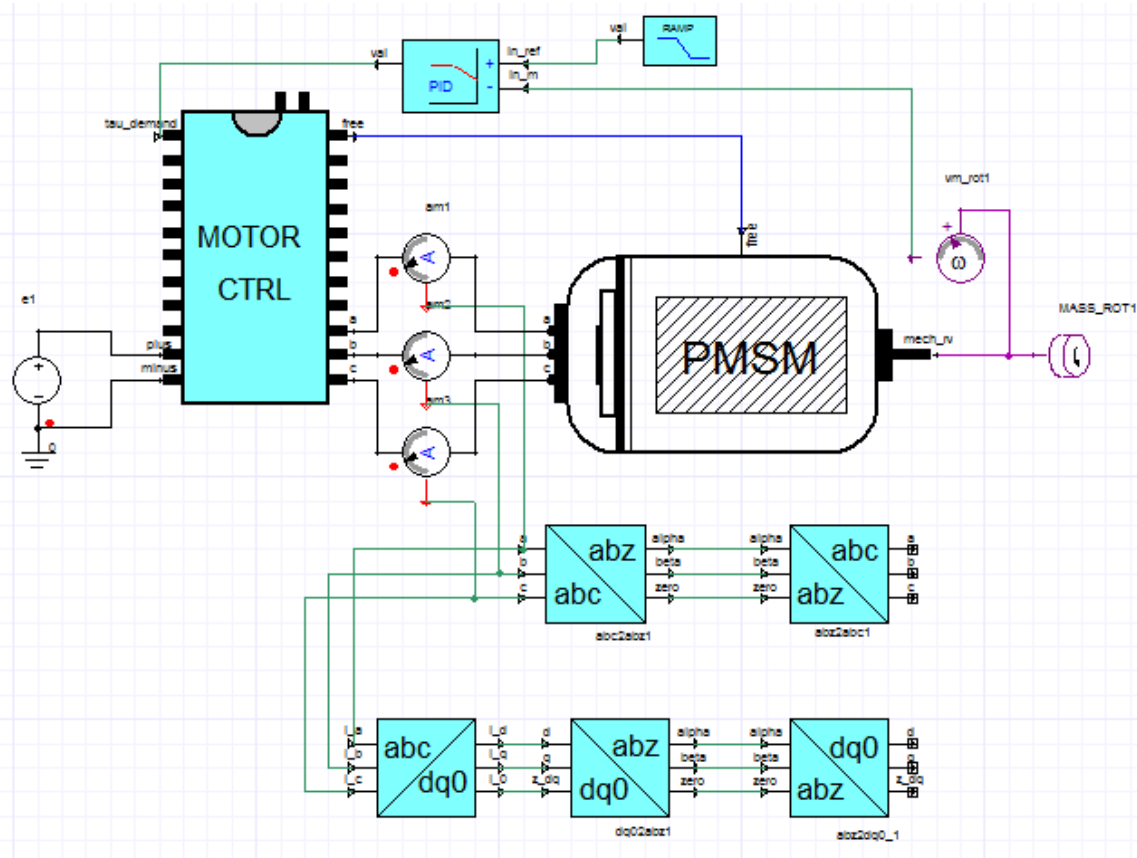 RAMP
val
val
in_ref
+
PID
in_m
-
tau_demand
free
MOTOR
CTRL
am1
A
free
vm_rot1
+
ω
e1
+
-
0
plus
minus
a
b
c
am2
A
am3
A
a
b
c
PMSM
mech_rv
MASS_ROT1
a
b
c
abz
abc
alpha
beta
zero
abc2abz1
alpha
beta
zero
abc
abz
a
b
c
abz2abc1
i_a
i_b
i_c
abc
dq0
i_d
i_q
i_0
d
q
z_dq
abz
dq0
alpha
beta
zero
dq02abz1
alpha
beta
zero
dq0
abz
d
q
z_dq
abz2dq0_1